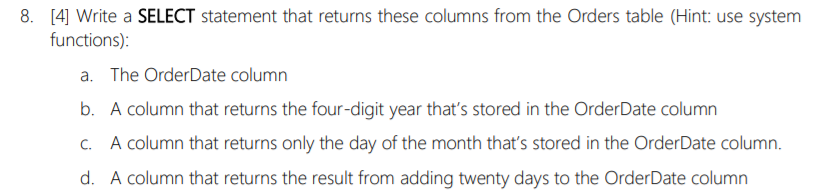 8. [4] Write a SELECT statement that returns these columns from the Orders table (Hint: use system
functions):
a. The OrderDate column
b. A column that returns the four-digit year that's stored in the OrderDate column
c. A column that returns only the day of the month that's stored in the OrderDate column.
d. A column that returns the result from adding twenty days to the OrderDate column